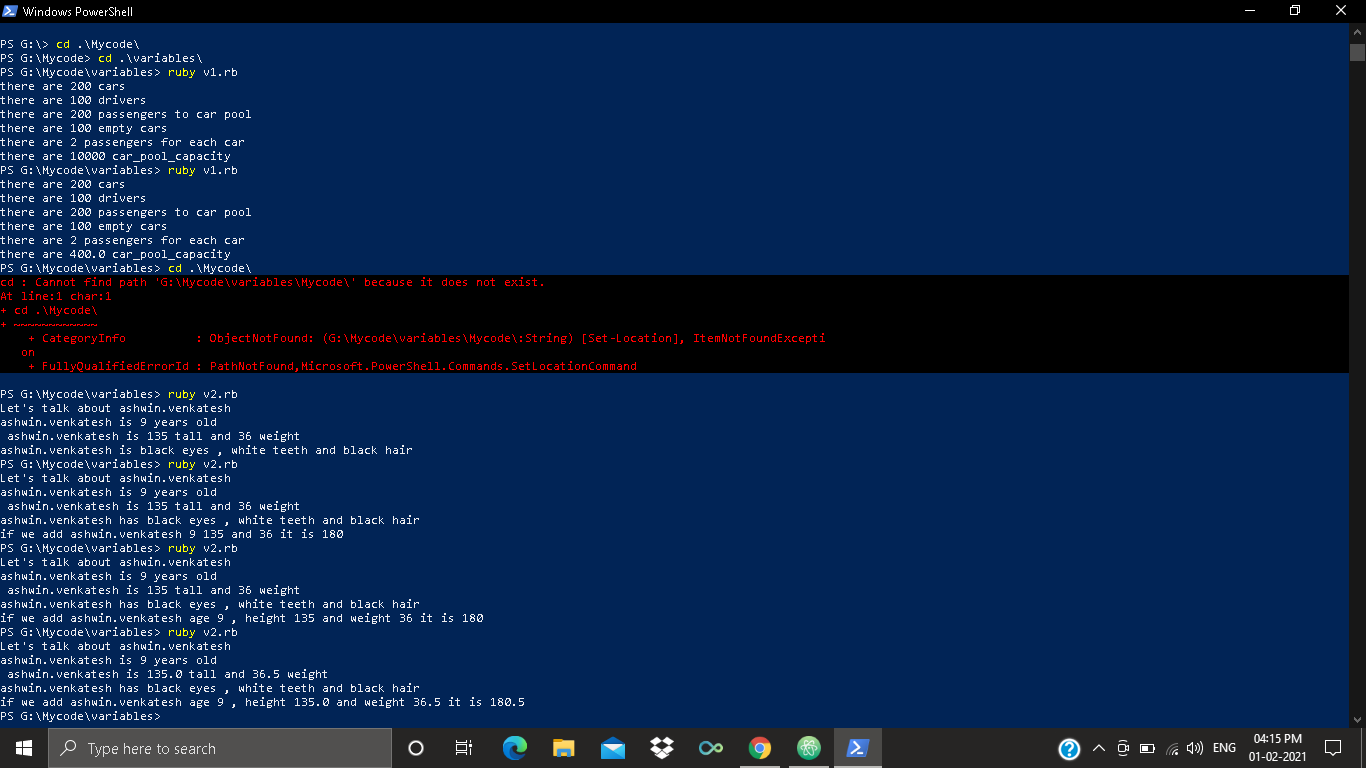 Windows PowerShell
PS G:\> cd .\Mycode\
PS G:\Mycode> cd .\variables\
PS G:\Mycode\variables> ruby v1.rb
there are 200 cars
there are 100 drivers
there are 200 passengers to car pool
there are 100 empty cars
there are 2 passengers for each car
there are 10000 car_pool_capacity
PS G:\Mycode\variables> ruby v1.rb
there are 200 cars
there are 100 drivers
there are 200 passengers to car pool
there are 100 empty cars
there are 2 passengers for each car
there are 400.0 car_pool_capacity
PS G:\Mycode\variables> cd .\Mycode\
cd : Cannot find path 'G:\Mycode\variables\Mycode\' because it does not exist.
At line:1 char:1
+ cd .\Mycode\
+ ~~~~~~~~~~~~
    + CategoryInfo          : ObjectNotFound: (G:\Mycode\variables\Mycode\:String) [Set-Location], ItemNotFoundExcepti
   on
    + FullyQualifiedErrorId : PathNotFound,Microsoft.PowerShell.Commands.SetLocationCommand
PS G:\Mycode\variables> ruby v2.rb
Let's talk about ashwin.venkatesh
ashwin.venkatesh is 9 years old
 ashwin.venkatesh is 135 tall and 36 weight
ashwin.venkatesh is black eyes , white teeth and black hair
PS G:\Mycode\variables> ruby v2.rb
Let's talk about ashwin.venkatesh
ashwin.venkatesh is 9 years old
 ashwin.venkatesh is 135 tall and 36 weight
ashwin.venkatesh has black eyes , white teeth and black hair
if we add ashwin.venkatesh 9 135 and 36 it is 180
PS G:\Mycode\variables> ruby v2.rb
Let's talk about ashwin.venkatesh
ashwin.venkatesh is 9 years old
 ashwin.venkatesh is 135 tall and 36 weight
ashwin.venkatesh has black eyes , white teeth and black hair
if we add ashwin.venkatesh age 9 , height 135 and weight 36 it is 180
PS G:\Mycode\variables> ruby v2.rb
Let's talk about ashwin.venkatesh
ashwin.venkatesh is 9 years old
 ashwin.venkatesh is 135.0 tall and 36.5 weight
ashwin.venkatesh has black eyes , white teeth and black hair
if we add ashwin.venkatesh age 9 , height 135.0 and weight 36.5 it is 180.5
PS G:\Mycode\variables>
Type here to search
ENG
04:15 PM
01-02-2021